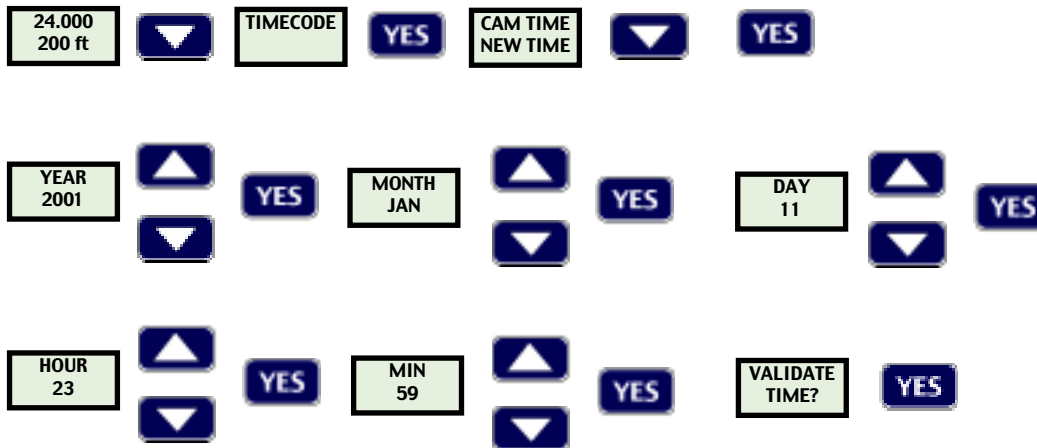 24.000
200 ft
TIMECODE
YES
CAM TIME
NEW TIME
YES
YEAR
2001
YES
MONTH
JAN
YES
DAY
11
YES
HOUR
23
YES
MIN
59
YES
VALIDATE
TIME?
YES